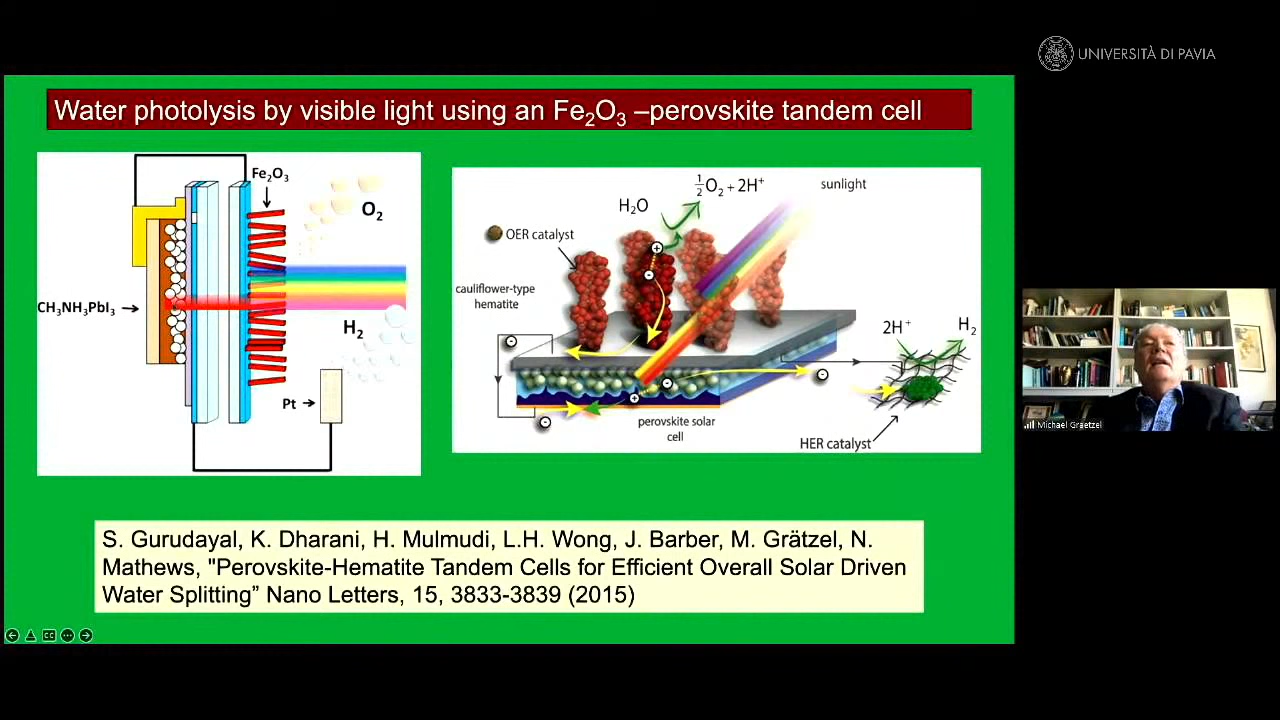 UNIVERSITÀ DI PAVIA
Water photolysis by visible light using an Fe₂O₃ –perovskite tandem cell
Fe₂O₃
O₂
CH₃NH₃PbI₃
H₂
Pt
½O₂ + 2H⁺
sunlight
H₂O
OER catalyst
cauliflower-type
hematite
2H⁺
H₂
perovskite solar
cell
HER catalyst
S. Gurudayal, K. Dharani, H. Mulmudi, L.H. Wong, J. Barber, M. Grätzel, N.
Mathews, "Perovskite-Hematite Tandem Cells for Efficient Overall Solar Driven
Water Splitting” Nano Letters, 15, 3833-3839 (2015)
Michael Graetzel